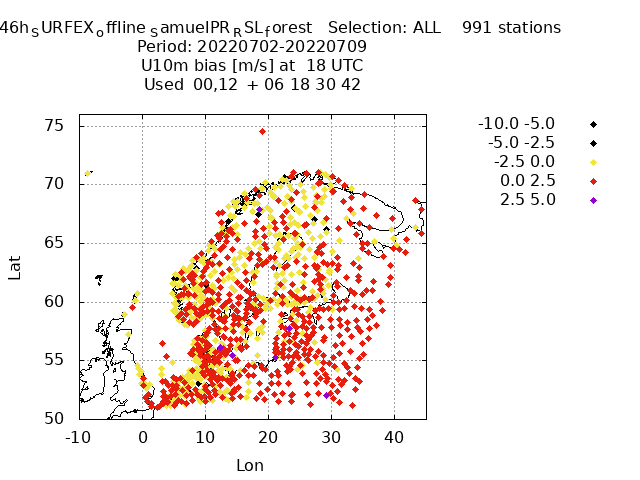 46hSURFEXoffline SamuelPRRSLforest Selection: ALL 991 stations
Period: 20220702-20220709
U10m bias [m/s] at 18 UTC
Used 00,12 + 06 18 30 42
-10.0 -5.0
-5.0 -2.5
-2.5 0.0
0.0 2.5
2.5 5.0
75
70
65
60
55
50
-10 0 10 20 30 40
Lat
Lon